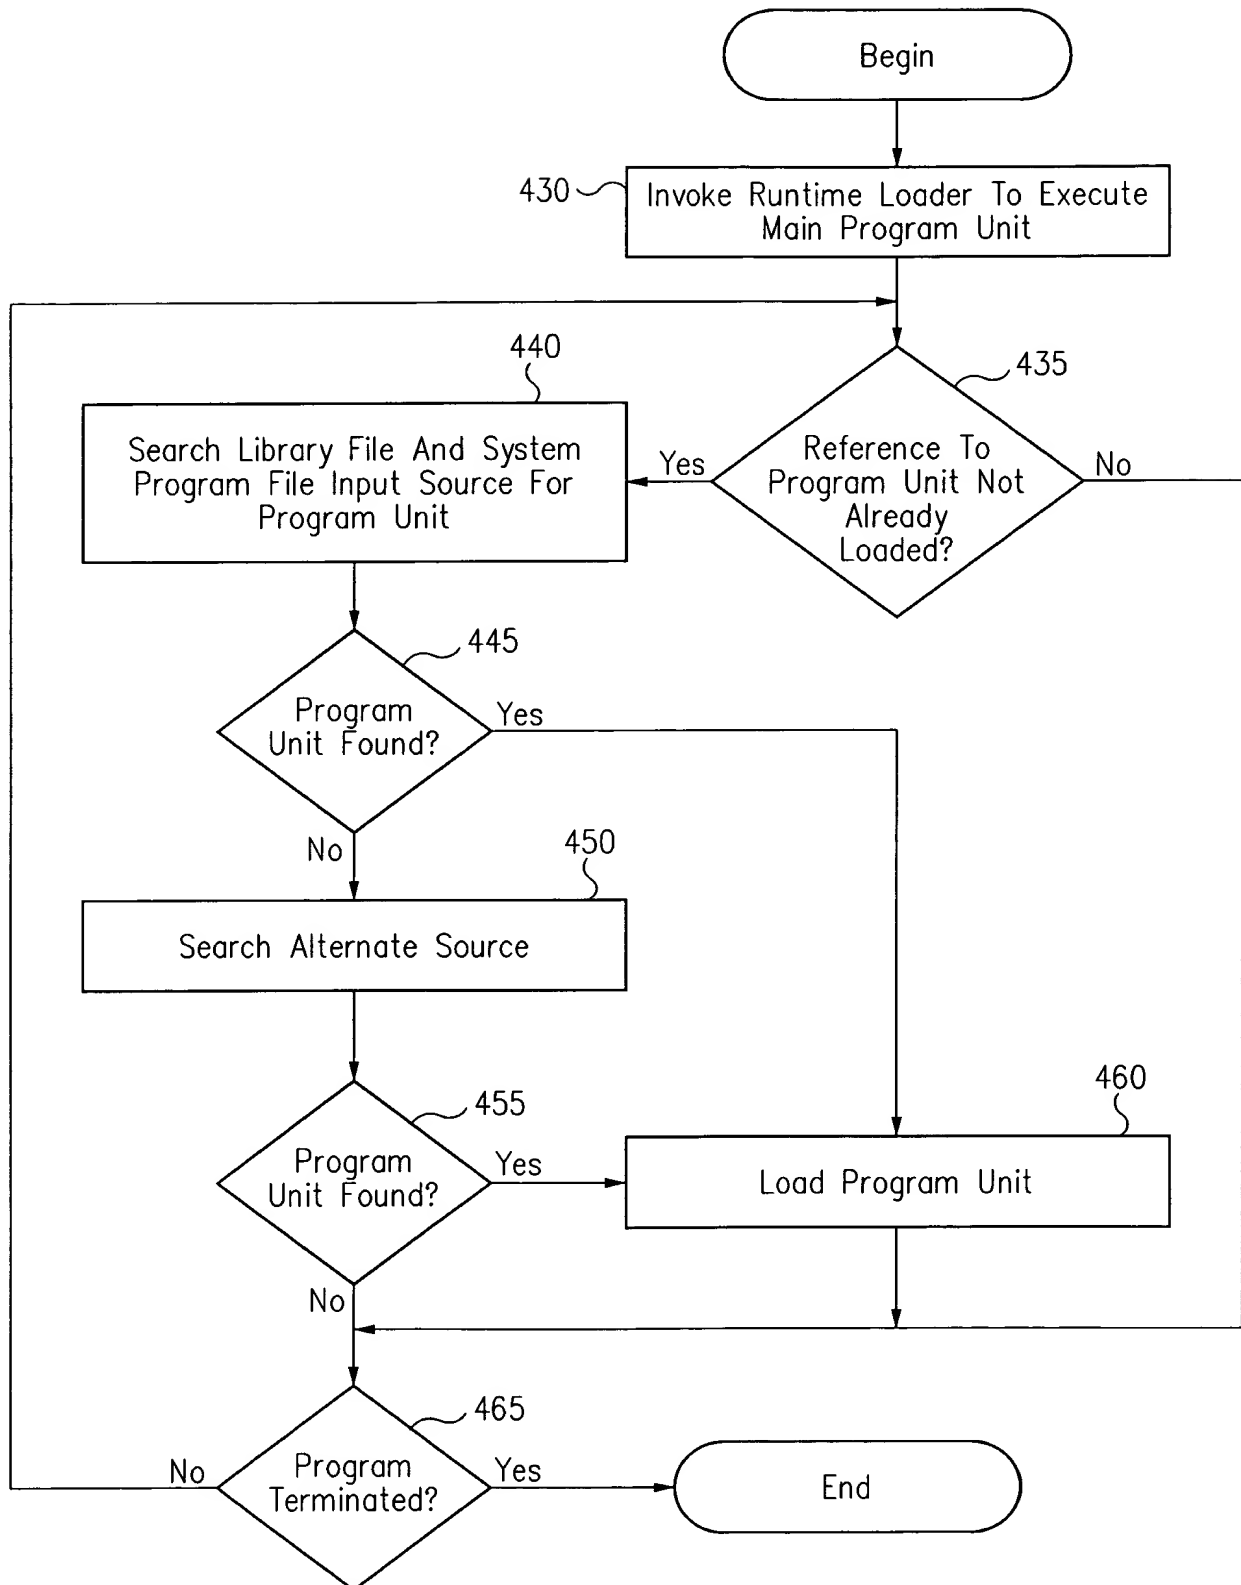 Begin
430
Invoke Runtime Loader To Execute
Main Program Unit
440
435
Search Library File And System
Program File Input Source For
Program Unit
Yes
Reference To
Program Unit Not
Already
Loaded?
No
445
Program
Unit Found?
Yes
No
450
Search Alternate Source
455
Program
Unit Found?
Yes
No
460
Load Program Unit
465
No
Program
Terminated?
Yes
End